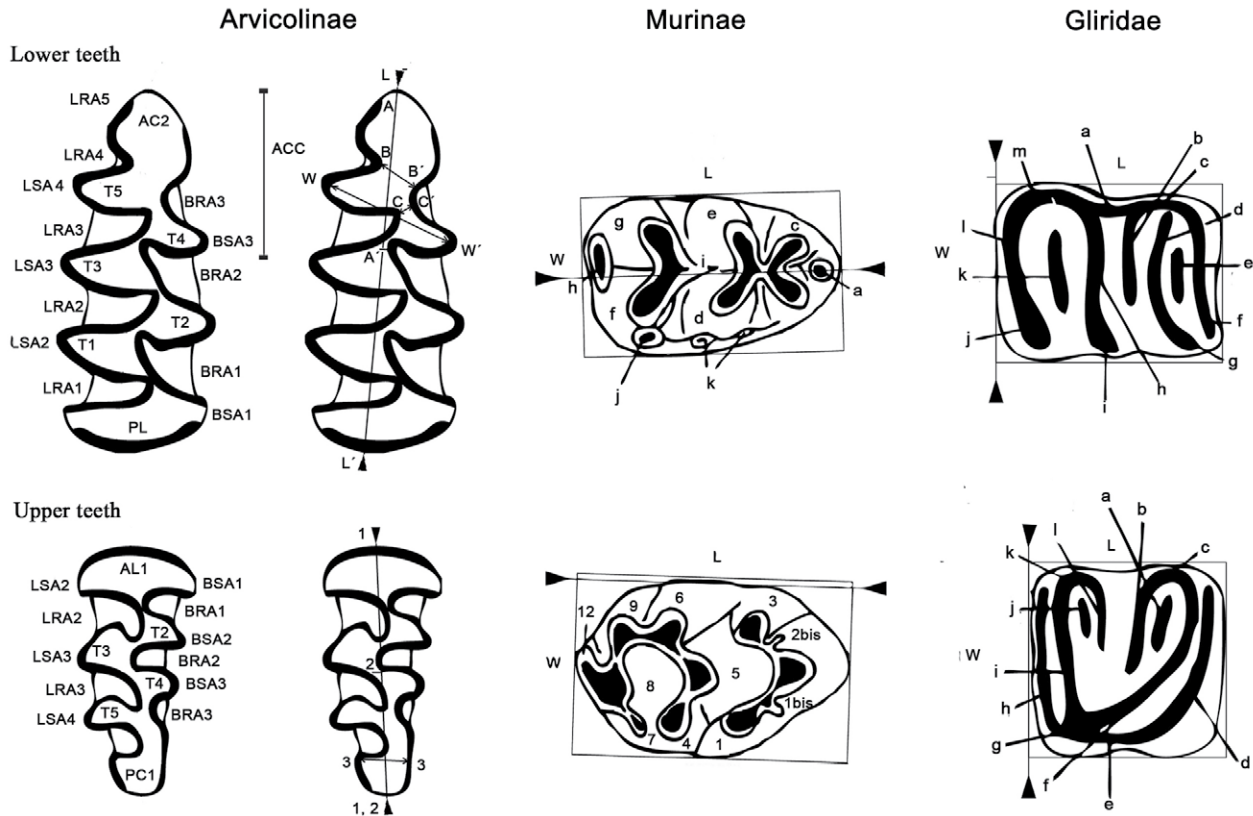 Arvicolinae
Murinae
Gliridae
Lower teeth
LRA5
AC2
LRA4
LSA4
T5
BRA3
LRA3
T4
BSA3
LSA3
T3
BRA2
LRA2
T2
LSA2
T1
BRA1
LRA1
BSA1
PL
ACC
L
A
B
B´
W
C
C´
A´
W´
L´
L
g
e
c
W
i
h
a
f
d
j
k
a
b
m
L
c
d
l
W
k
e
f
j
g
h
i
Upper teeth
AL1
LSA2
BSA1
LRA2
BRA1
T2
BSA2
LSA3
T3
BRA2
T4
BSA3
LRA3
LSA4
T5
BRA3
PC1
1
2
3
3
1, 2
L
6
3
9
12
2bis
W
5
8
1bis
7
4
1
a
b
l
L
c
k
j
W
i
h
g
d
f
e